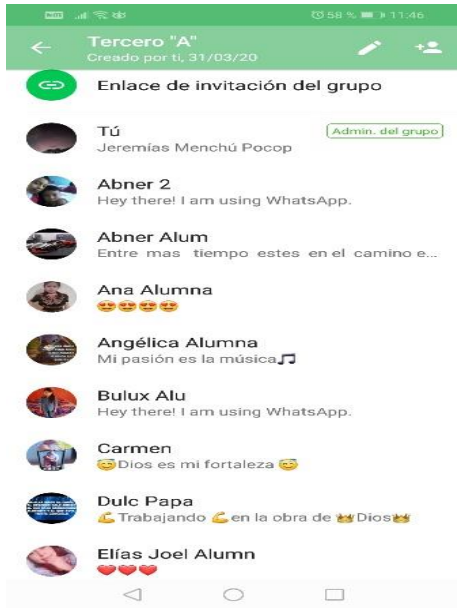 58 % 11:46
Tercero "A"
Creado por ti, 31/03/20
Enlace de invitación del grupo
Tú
Admin. del grupo
Jeremías Menchú Pocop
Abner 2
Hey there! I am using WhatsApp.
Abner Alum
Entre mas tiempo estes en el camino e...
Ana Alumna
😍😍😍😍
Angélica Alumna
Mi pasión es la música🎵
Bulux Alu
Hey there! I am using WhatsApp.
Carmen
😇Dios es mi fortaleza😇
Dulc Papa
💪Trabajando 💪en la obra de 👑Dios👑
Elías Joel Alumn
❤️❤️❤️